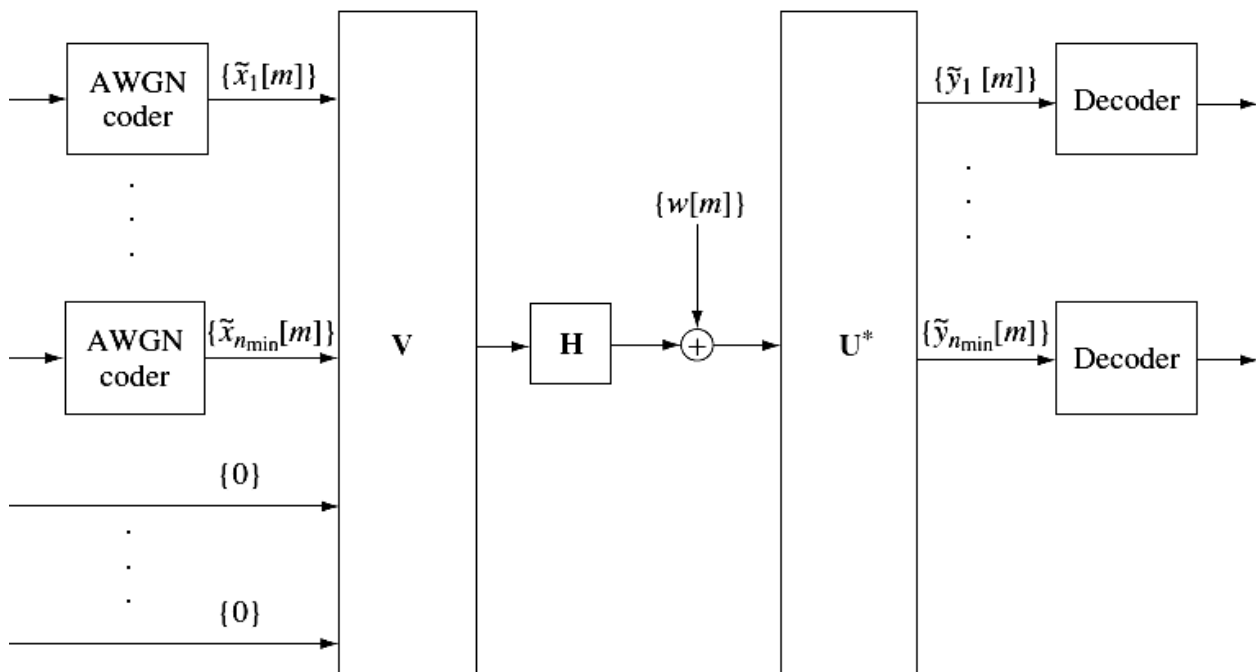 AWGN
coder
{x̃₁[m]}
{ỹ₁ [m]}
Decoder
{w[m]}
AWGN
coder
{x̃ₙₘᵢₙ[m]}
V
H
+
U*
{ỹₙₘᵢₙ[m]}
Decoder
{0}
{0}